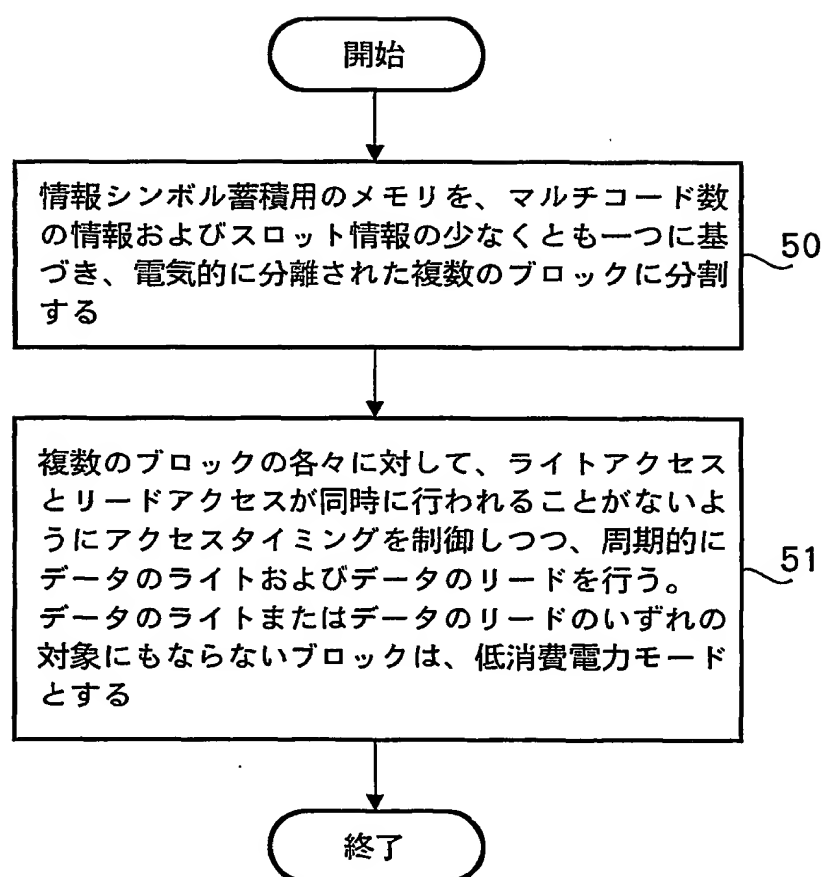 開始
情報シンボル蓄積用のメモリを、マルチコード数
の情報およびスロット情報の少なくとも一つに基
づき、電気的に分離された複数のブロックに分割
する
50
複数のブロックの各々に対して、ライトアクセス
とリードアクセスが同時に行われることがないよ
うにアクセスタイミングを制御しつつ、周期的に
データのライトおよびデータのリードを行う。
データのライトまたはデータのリードのいずれの
対象にもならないブロックは、低消費電力モード
とする
51
終了